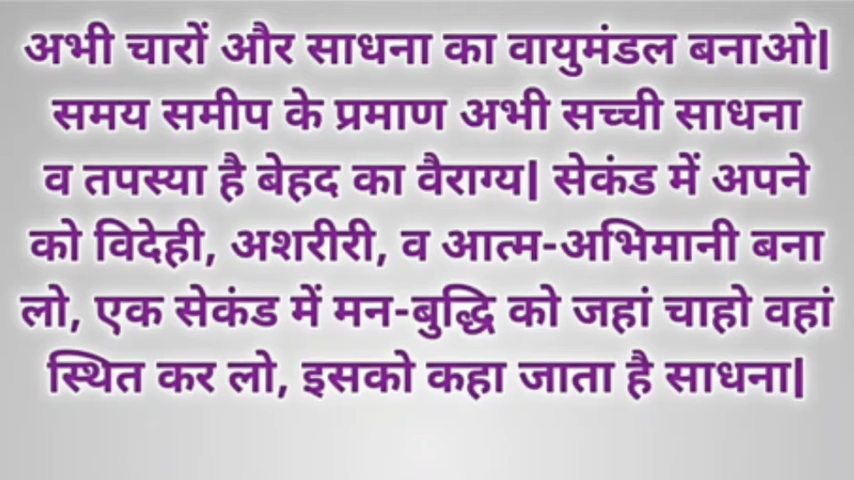 अभी चारों और साधना का वायुमंडल बनाओ|
समय समीप के प्रमाण अभी सच्ची साधना
व तपस्या है बेहद का वैराग्य| सेकंड में अपने
को विदेही, अशरीरी, व आत्म-अभिमानी बना
लो, एक सेकंड में मन-बुद्धि को जहां चाहो वहां
स्थित कर लो, इसको कहा जाता है साधना|